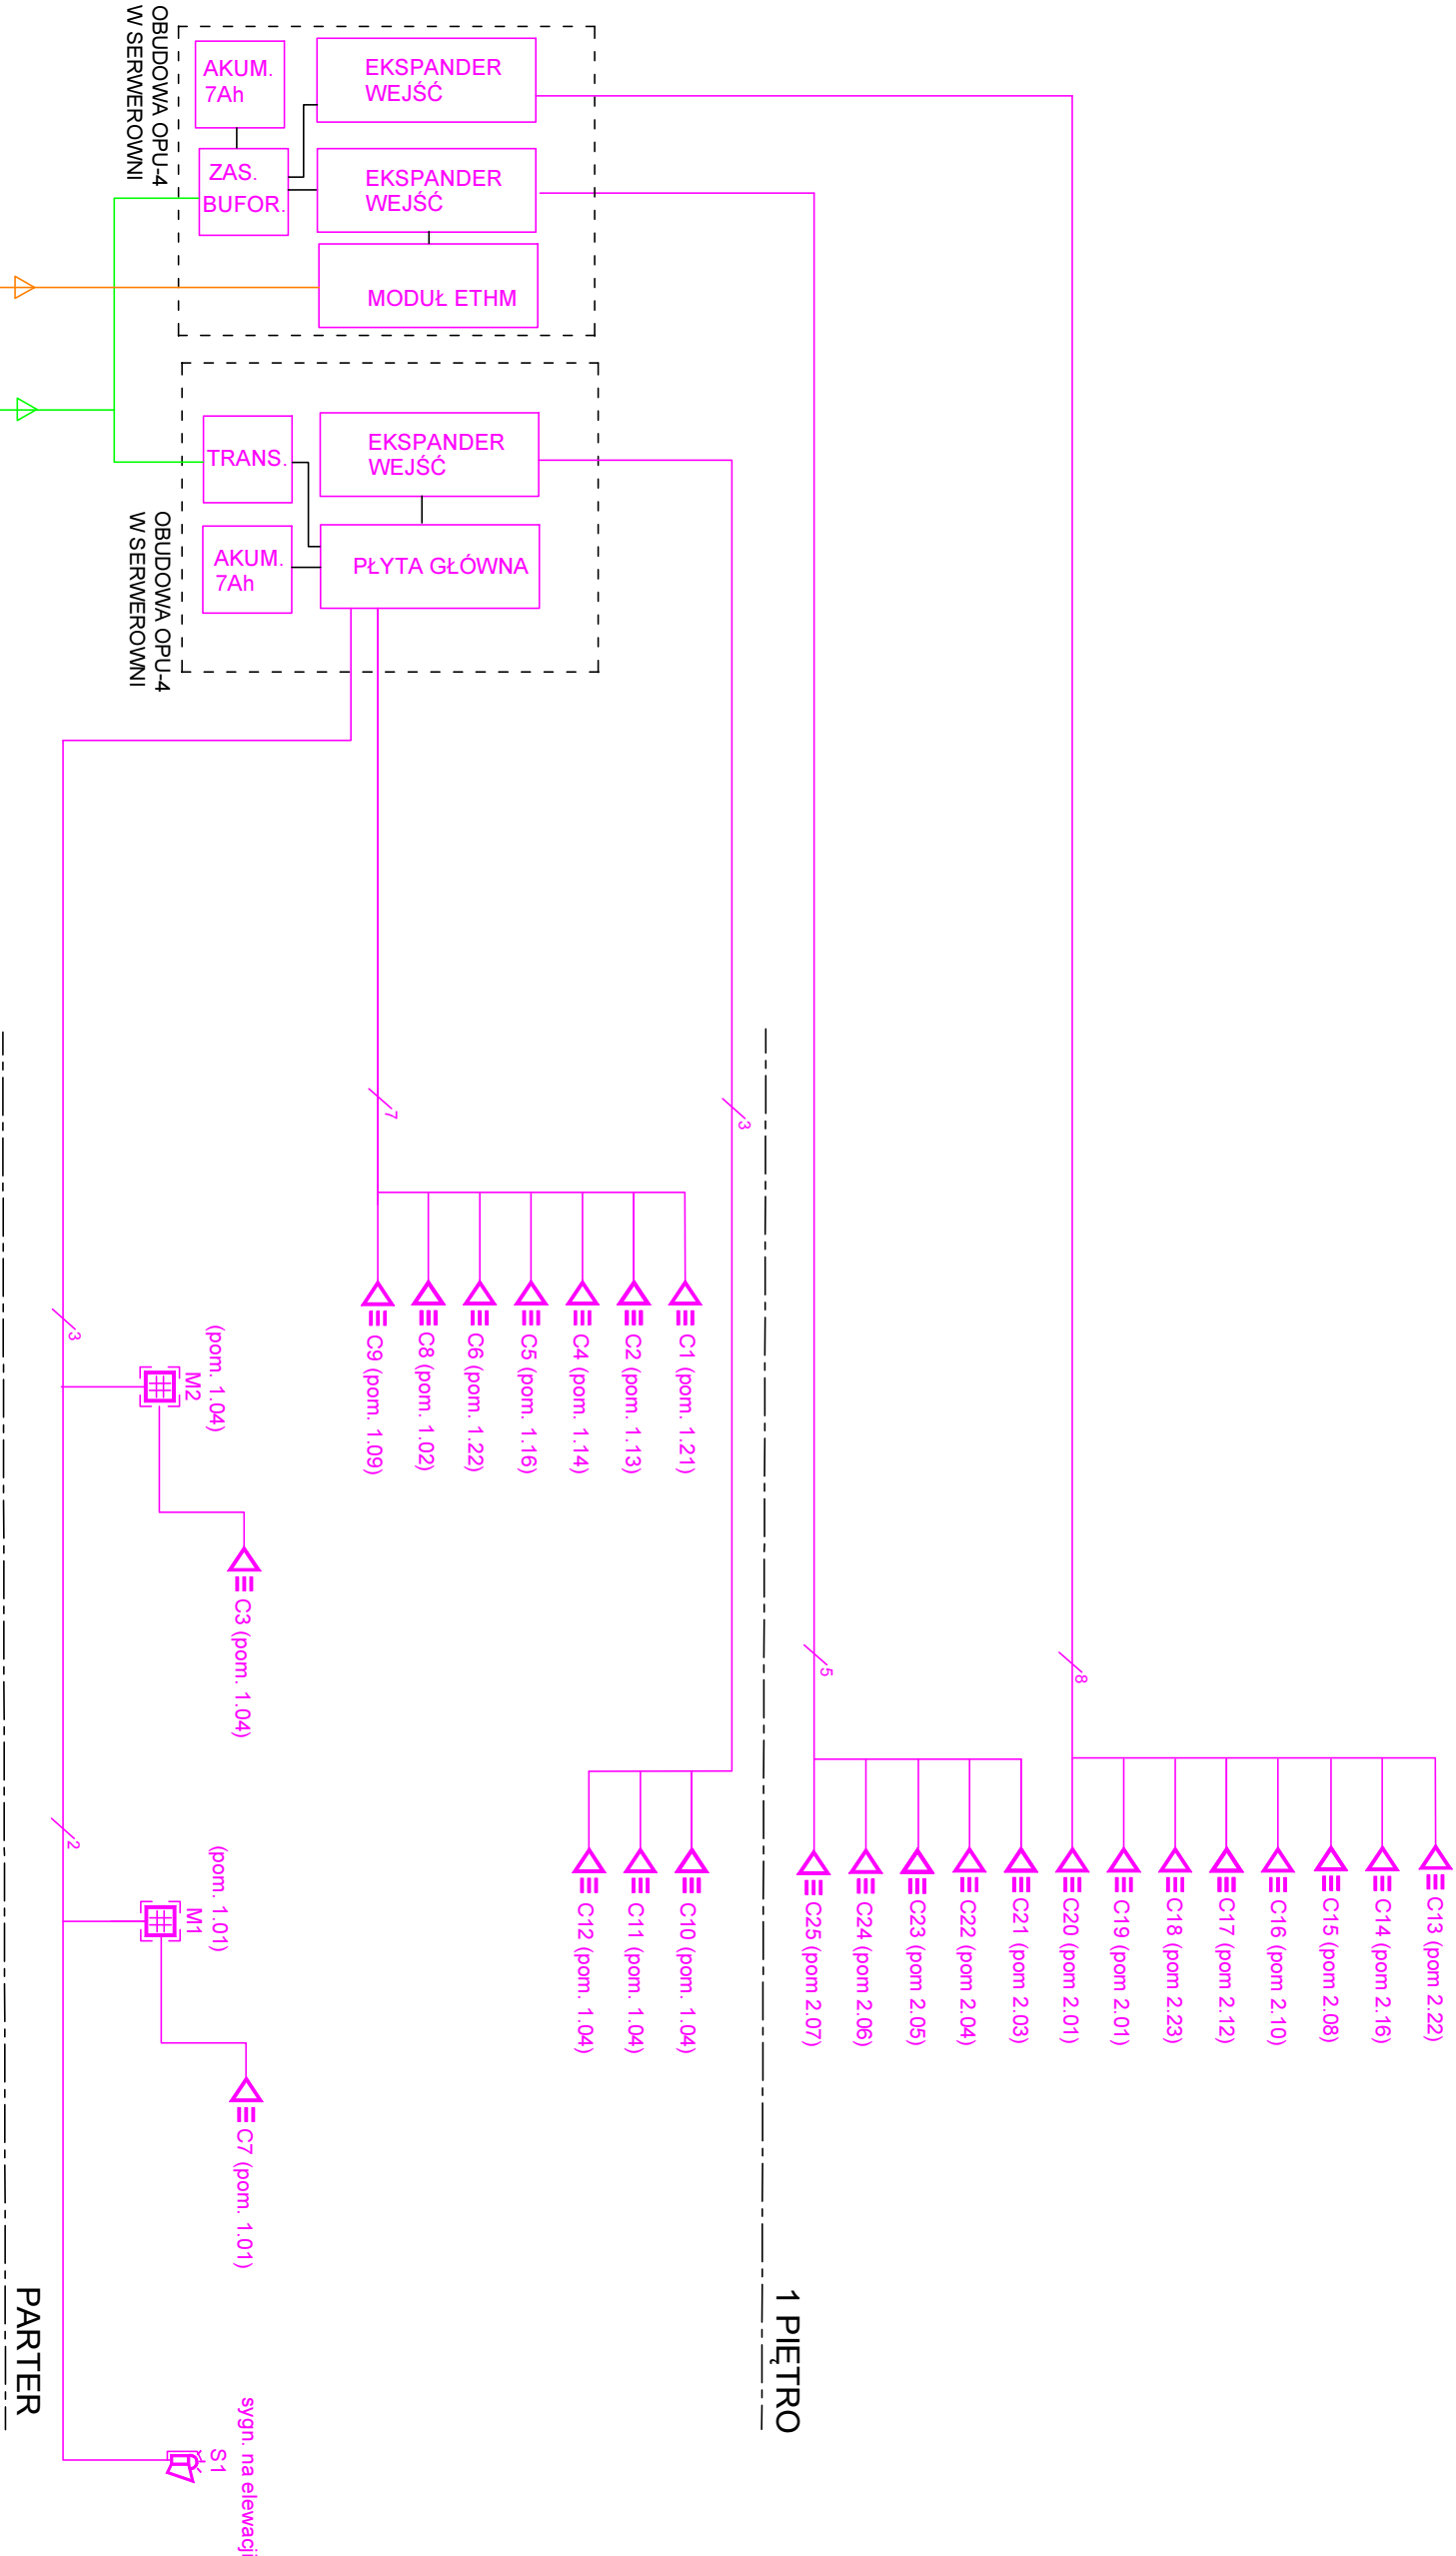 OBUDOWA OPU-4
W SERWEROWNI
AKUM.
7Ah
EKSPANDER
WEJŚĆ
ZAS.
BUFOR.
EKSPANDER
WEJŚĆ
MODUŁ ETHM
TRANS.
EKSPANDER
WEJŚĆ
OBUDOWA OPU-4
W SERWEROWNI
AKUM.
7Ah
PŁYTA GŁÓWNA
7
3
C1 (pom. 1.21)
C2 (pom. 1.13)
C4 (pom. 1.14)
C5 (pom. 1.16)
C6 (pom. 1.22)
C8 (pom. 1.02)
C9 (pom. 1.09)
3
M2
(pom. 1.04)
C3 (pom. 1.04)
5
8
C13 (pom 2.22)
C14 (pom 2.16)
C15 (pom 2.08)
C16 (pom 2.10)
C17 (pom 2.12)
C18 (pom 2.23)
C19 (pom 2.01)
C20 (pom 2.01)
C21 (pom 2.03)
C22 (pom 2.04)
C23 (pom 2.05)
C24 (pom 2.06)
C25 (pom 2.07)
C10 (pom. 1.04)
C11 (pom. 1.04)
C12 (pom. 1.04)
2
M1
(pom. 1.01)
C7 (pom. 1.01)
1 PIĘTRO
PARTER
sygn. na elewacji
S1